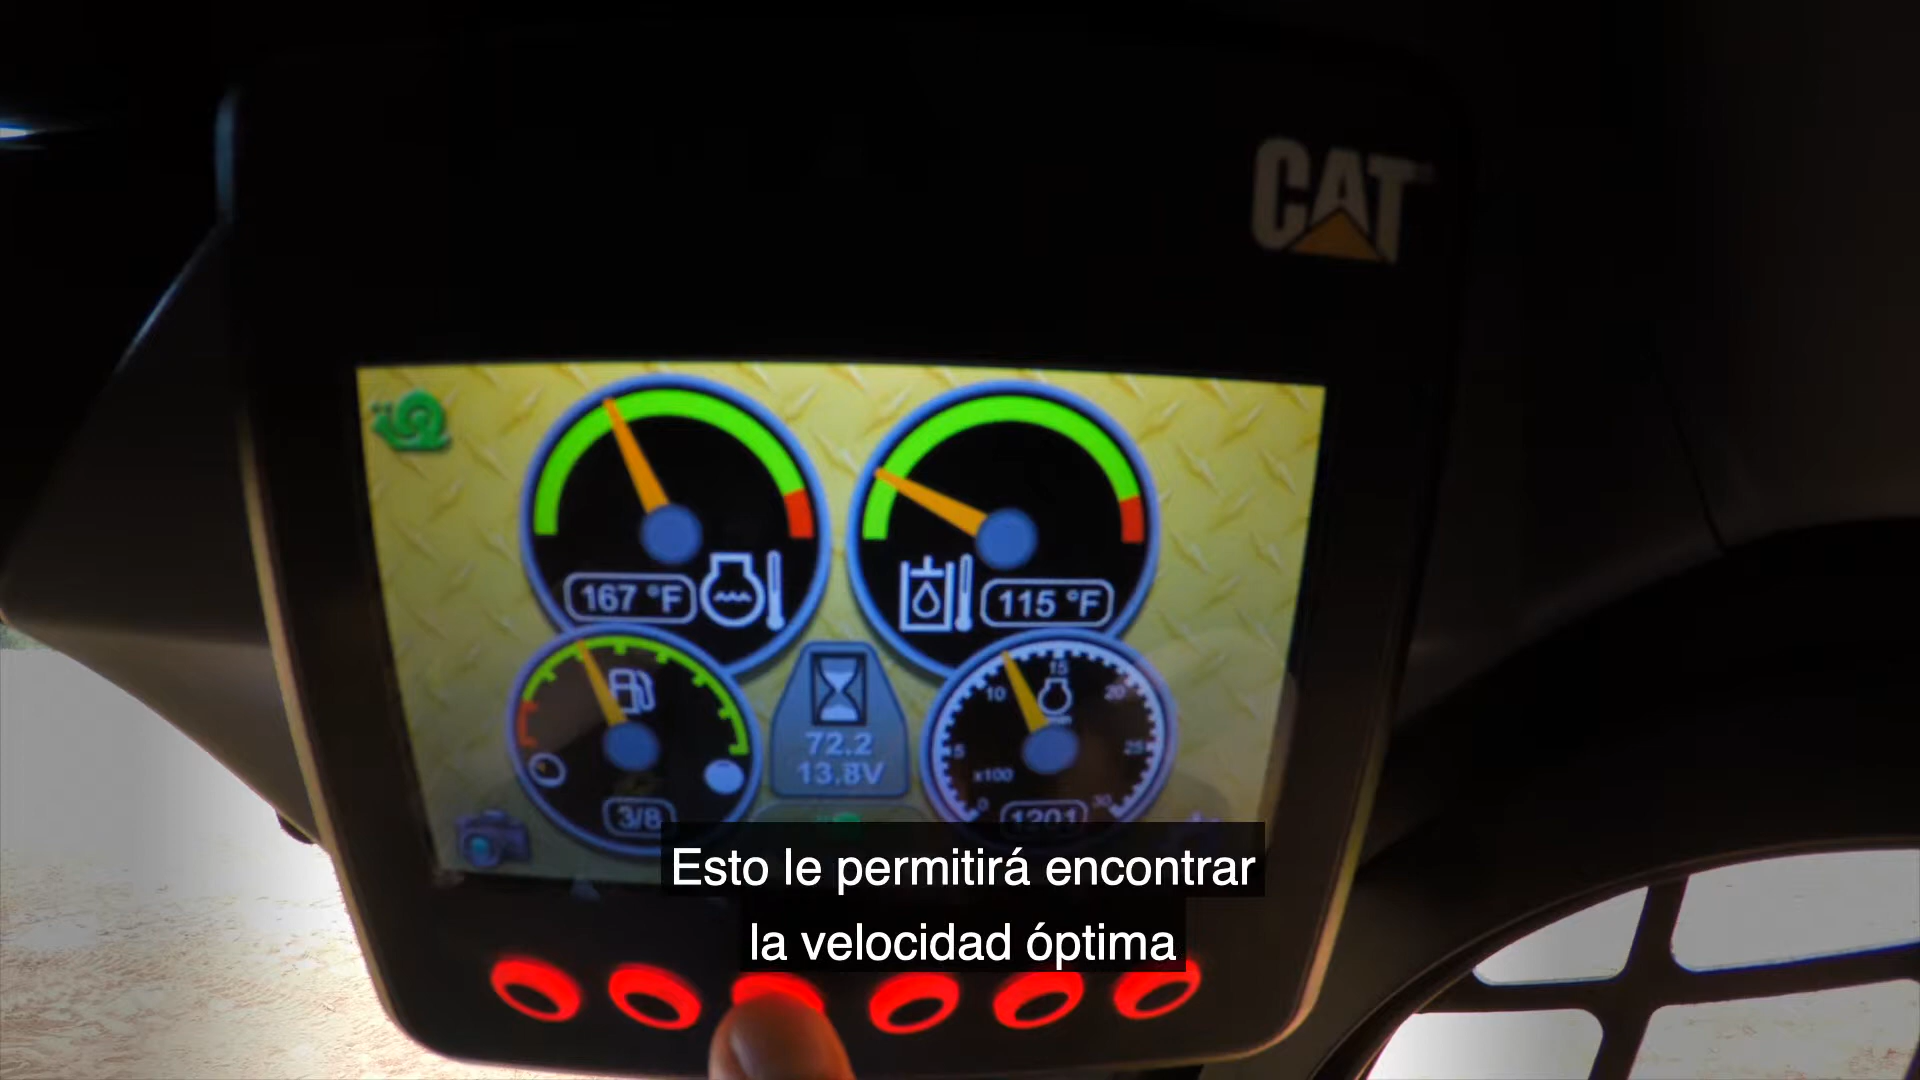 CAT
167 °F
115 °F
72.2
13.8V
3/8
0
5
10
15
20
25
30
x100
1201
Esto le permitirá encontrar
la velocidad óptima